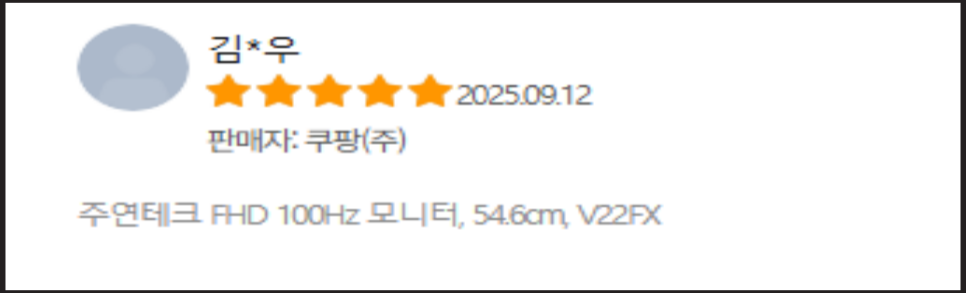 김*우
2025.09.12
판매자: 쿠팡(주)
주연테크 FHD 100Hz 모니터, 54.6cm, V22FX